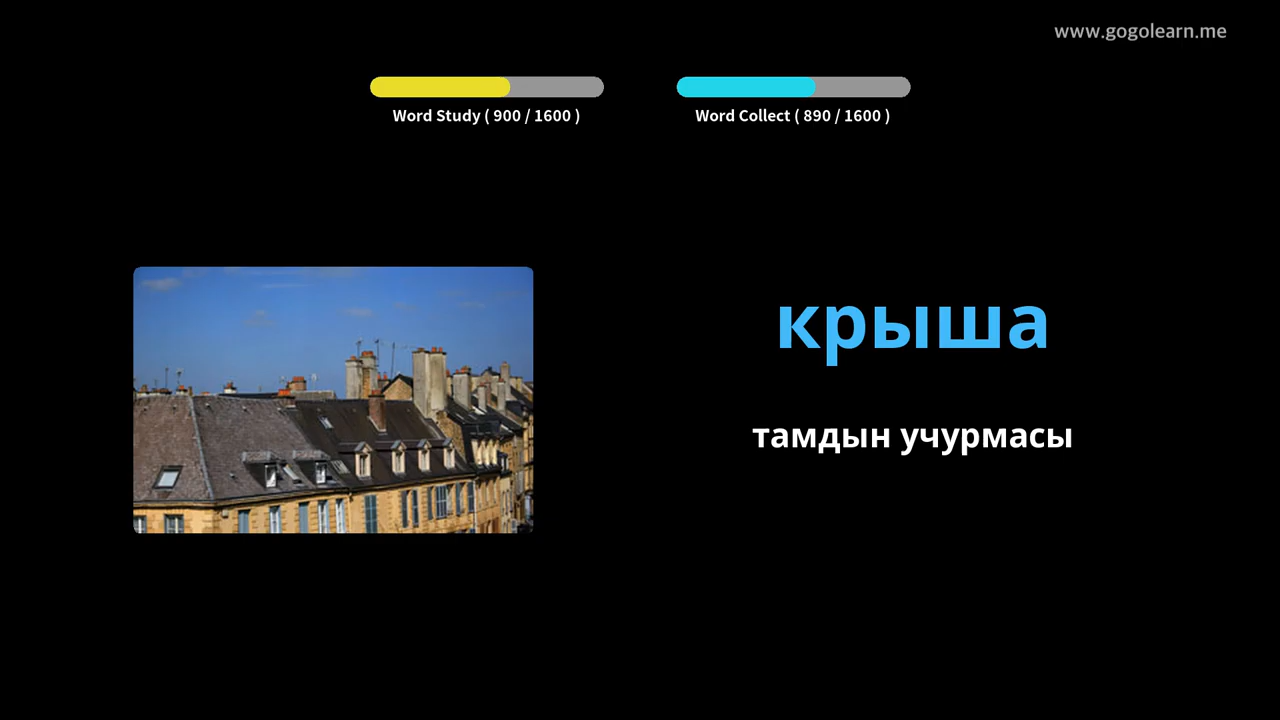 www.gogolearn.me
Word Study ( 900 / 1600 )
Word Collect ( 890 / 1600 )
крыша
тамдын учурмасы